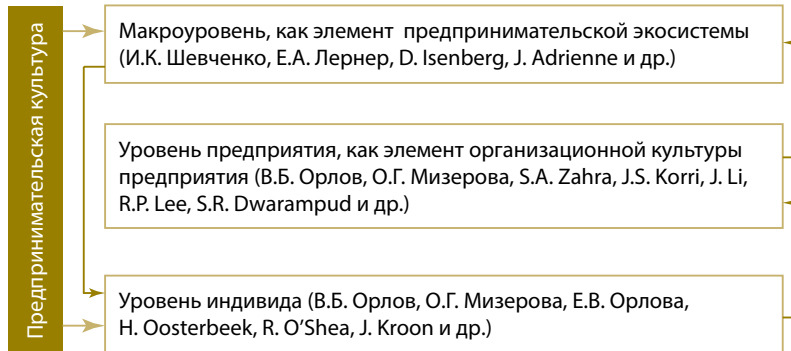 Предпринимательская культура
Макроуровень, как элемент предпринимательской экосистемы
(И.К. Шевченко, Е.А. Лернер, D. Isenberg, J. Adrienne и др.)
Уровень предприятия, как элемент организационной культуры
предприятия (В.Б. Орлов, О.Г. Мизерова, S.A. Zahra, J.S. Korri, J. Li,
R.P. Lee, S.R. Dwarampud и др.)
Уровень индивида (В.Б. Орлов, О.Г. Мизерова, Е.В. Орлова,
H. Oosterbeek, R. O'Shea, J. Kroon и др.)